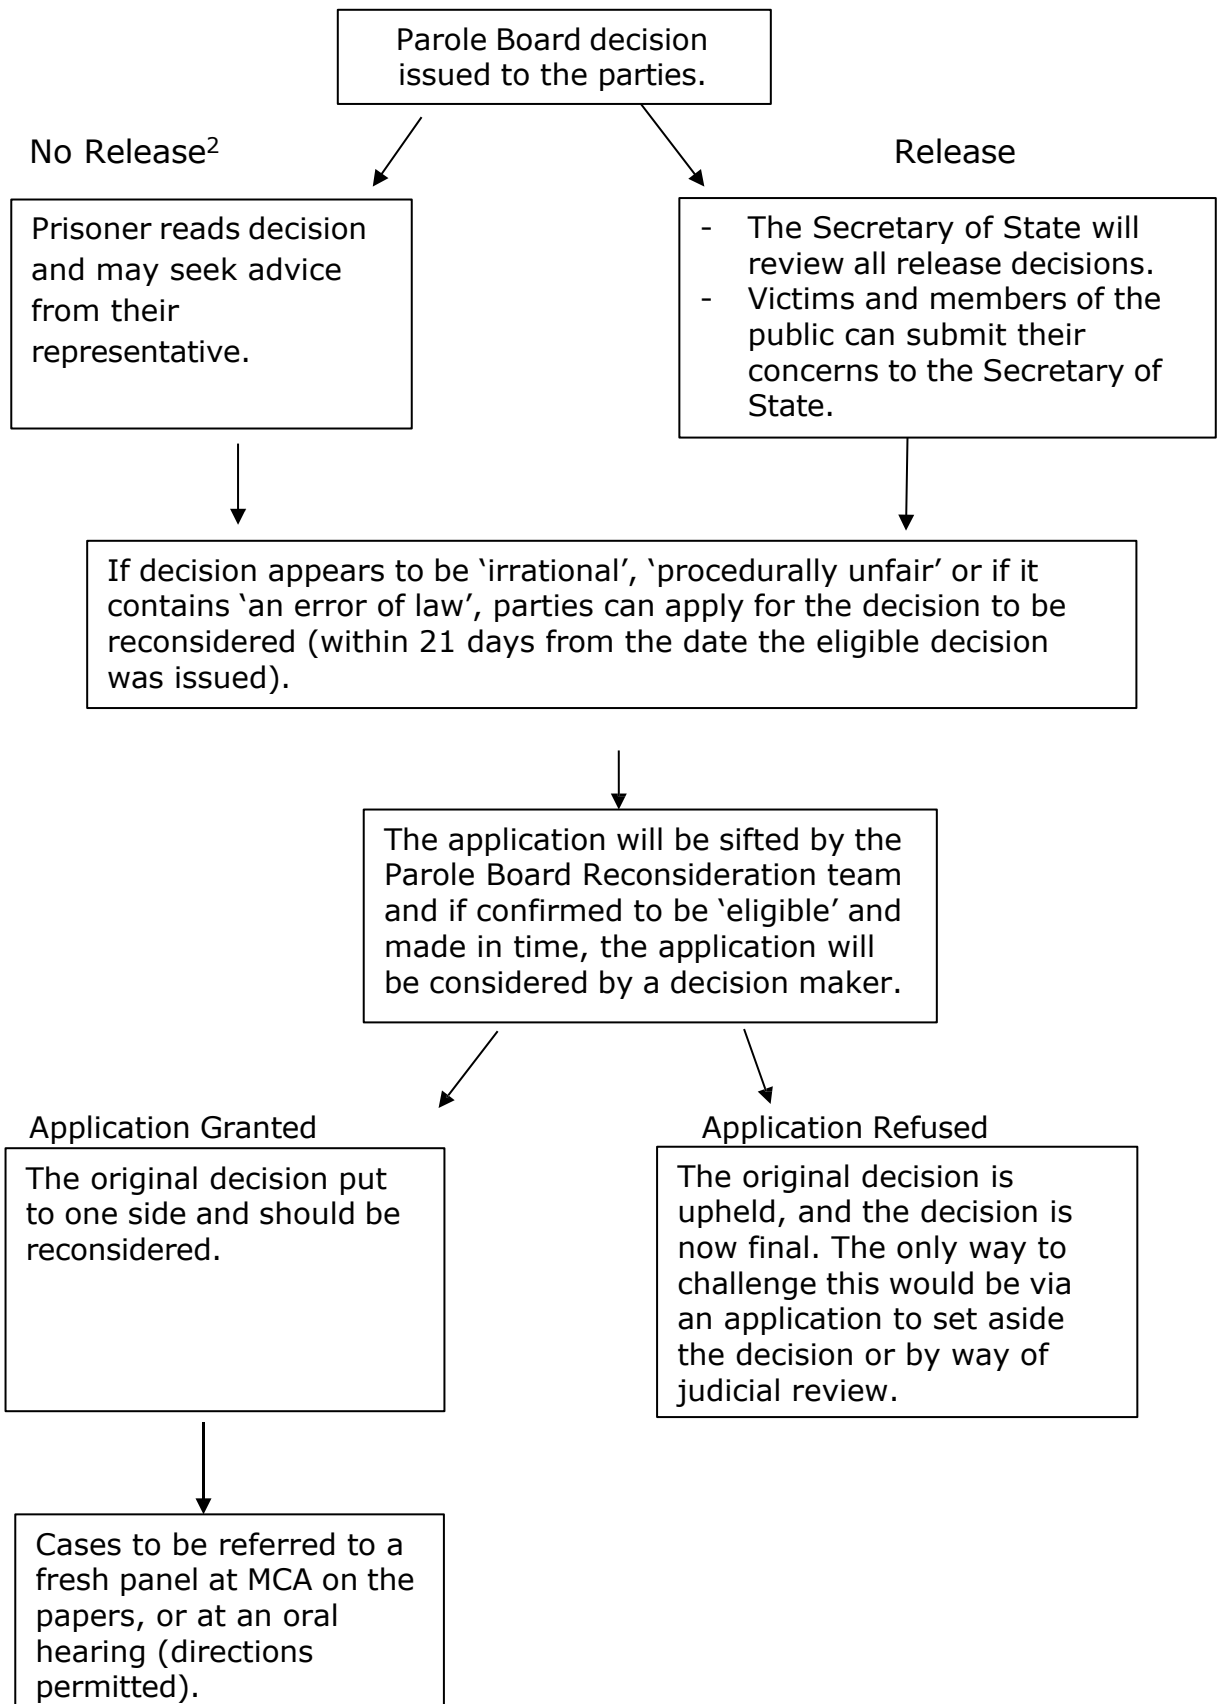 Parole Board decision
issued to the parties.
No Release²
Release
Prisoner reads decision
and may seek advice
from their
representative.
- The Secretary of State will
review all release decisions.
- Victims and members of the
public can submit their
concerns to the Secretary of
State.
If decision appears to be ‘irrational’, ‘procedurally unfair’ or if it
contains ‘an error of law’, parties can apply for the decision to be
reconsidered (within 21 days from the date the eligible decision
was issued).
The application will be sifted by the
Parole Board Reconsideration team
and if confirmed to be ‘eligible’ and
made in time, the application will
be considered by a decision maker.
Application Granted
Application Refused
The original decision put
to one side and should be
reconsidered.
The original decision is
upheld, and the decision is
now final. The only way to
challenge this would be via
an application to set aside
the decision or by way of
judicial review.
Cases to be referred to a
fresh panel at MCA on the
papers, or at an oral
hearing (directions
permitted).